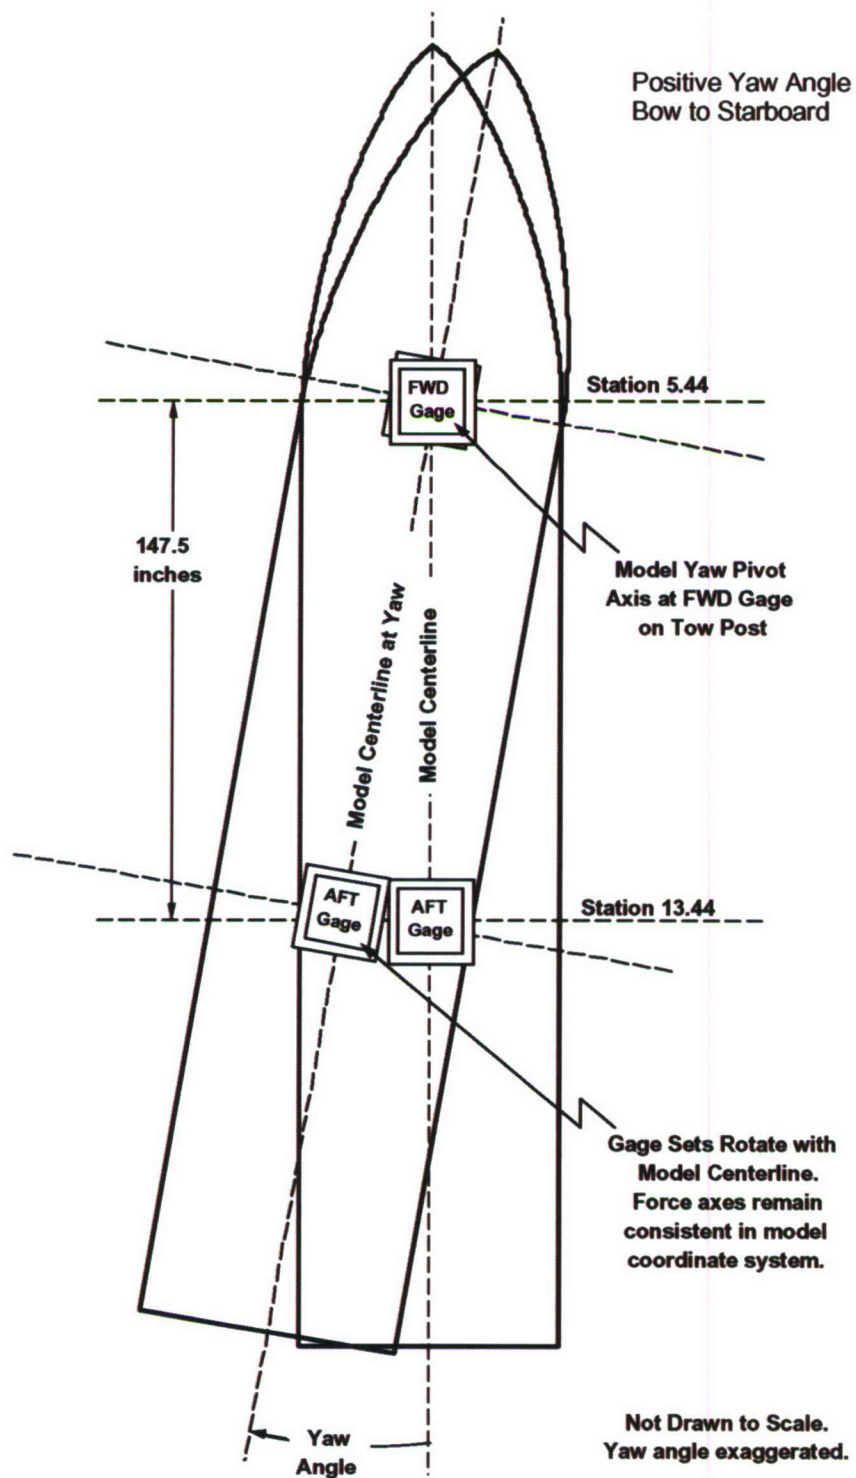 Positive Yaw Angle
Bow to Starboard
FWD
Gage
Station 5.44
147.5
inches
Model Yaw Pivot
Axis at FWD Gage
on Tow Post
Model Centerline at Yaw
Model Centerline
AFT
Gage
AFT
Gage
Station 13.44
Gage Sets Rotate with
Model Centerline.
Force axes remain
consistent in model
coordinate system.
Yaw
Angle
Not Drawn to Scale.
Yaw angle exaggerated.